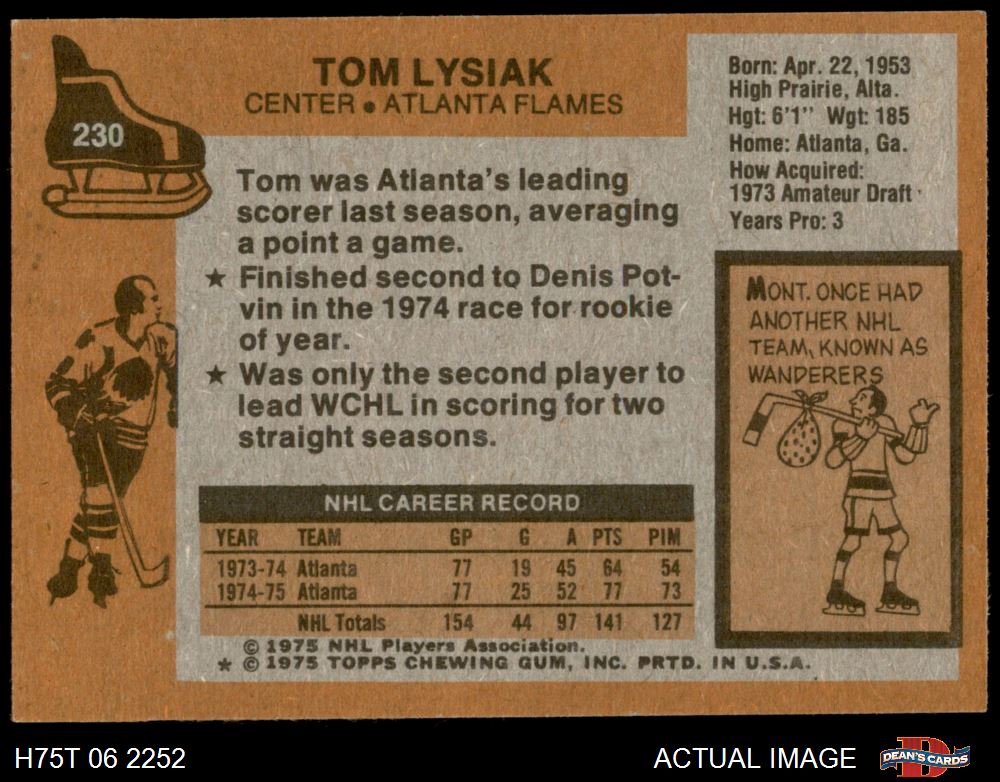 230
TOM LYSIAK
CENTER • ATLANTA FLAMES
Born: Apr. 22, 1953
High Prairie, Alta.
Hgt: 6'1" Wgt: 185
Home: Atlanta, Ga.
How Acquired:
1973 Amateur Draft
Years Pro: 3
Tom was Atlanta's leading
scorer last season, averaging
a point a game.
★ Finished second to Denis Pot-
vin in the 1974 race for rookie
of year.
★ Was only the second player to
lead WCHL in scoring for two
straight seasons.
MONT. ONCE HAD
ANOTHER NHL
TEAM, KNOWN AS
WANDERERS
NHL CAREER RECORD
YEAR TEAM GP G A PTS PIM
1973-74 Atlanta 77 19 45 64 54
1974-75 Atlanta 77 25 52 77 73
NHL Totals 154 44 97 141 127
© 1975 NHL Players Association.
★ © 1975 TOPPS CHEWING GUM, INC. PRTD. IN U.S.A.
H75T 06 2252
ACTUAL IMAGE
DEAN'S CARDS